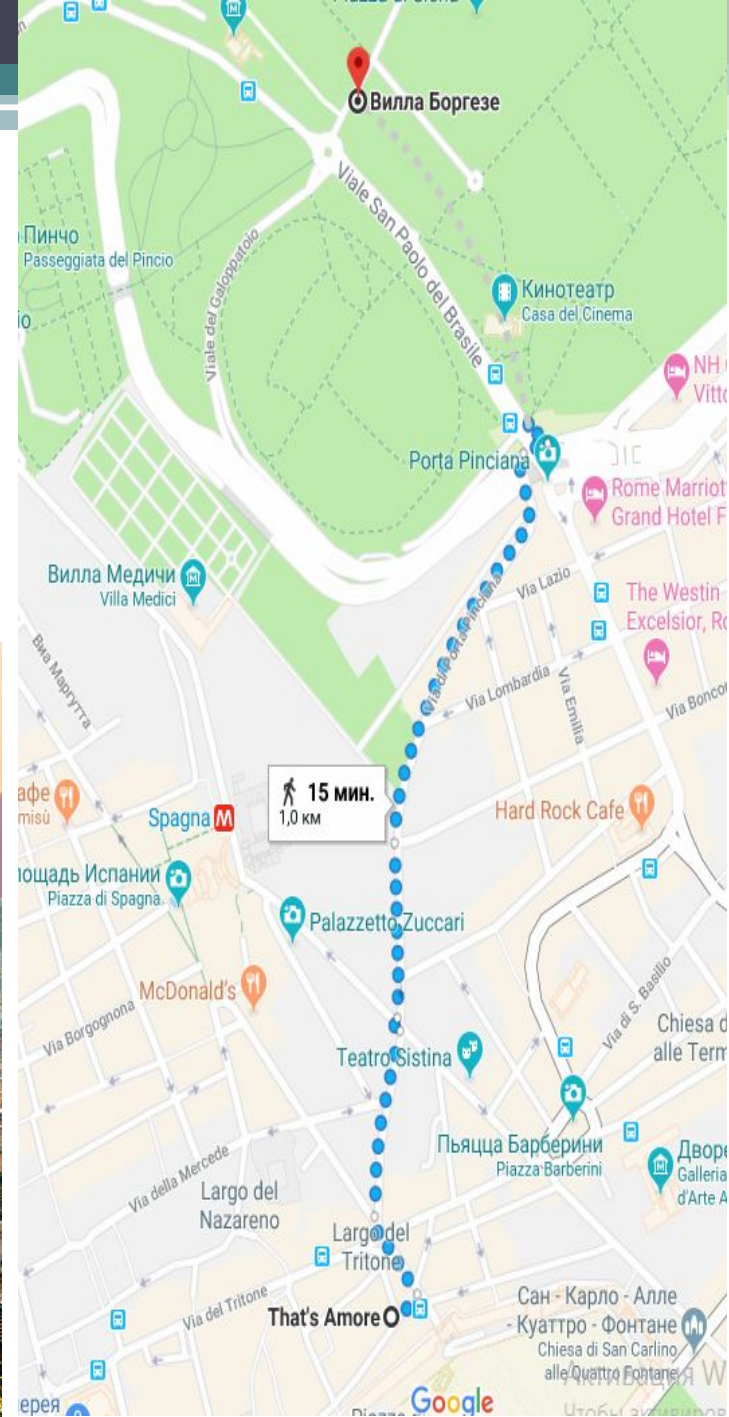 Вилла Боргезе
Viale San Paolo del Brasile
Пинчо
Passeggiata del Pincio
Viale del Galoppatoio
Кинотеатр
Casa del Cinema
NH
Porta Pinciana
Rome Marriot
Grand Hotel F
Вилла Медичи
Villa Medici
Via Lazio
The Westin
Excelsior, Ro
Via di Porta Pinciana
Виа Маргутта
Via Lombardia
Via Emilia
Via Boncor
15 мин.
1,0 км
Spagna M
Hard Rock Cafe
ощадь Испании
Piazza di Spagna
Palazzetto Zuccari
McDonald's
Via Borgognona
Via di S. Basilio
Chiesa d
alle Term
Teatro Sistina
Пьяцца Барберини
Piazza Barberini
Дворе
Galleria
d'Arte A
Via della Mercede
Largo del
Nazareno
Largo del
Tritone
Via del Tritone
That's Amore
Сан - Карло - Алле
- Куаттро - Фонтане
Chiesa di San Carlino
alle Quattro Fontane
Активация W
Google